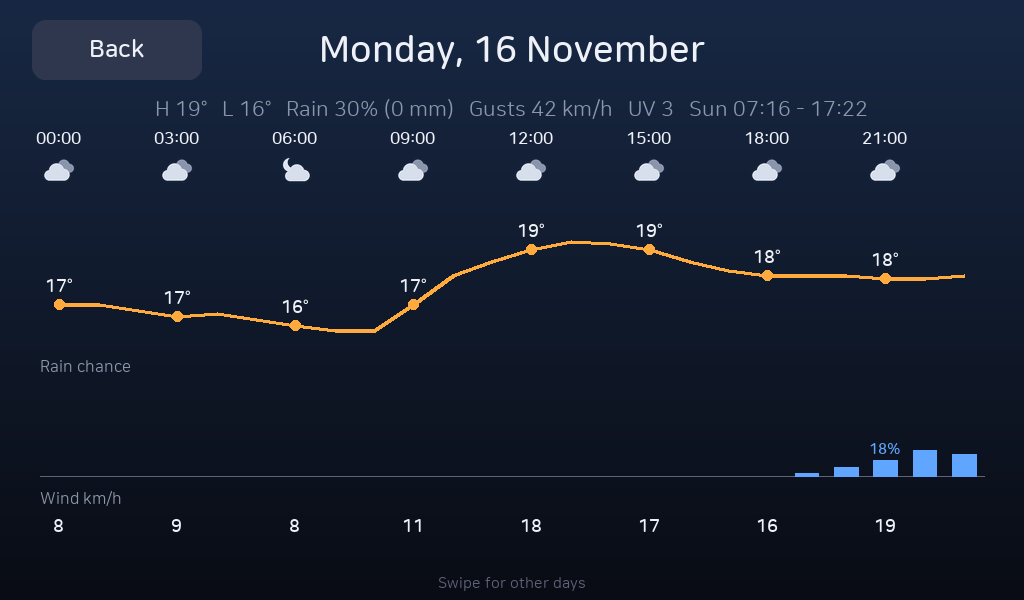 Back
Monday, 16 November
H 19° L 16° Rain 30% (0 mm) Gusts 42 km/h UV 3 Sun 07:16 - 17:22
00:00 03:00 06:00 09:00 12:00 15:00 18:00 21:00
17° 17° 16° 17° 19° 19° 18° 18°
Rain chance
18%
Wind km/h
8 9 8 11 18 17 16 19
Swipe for other days